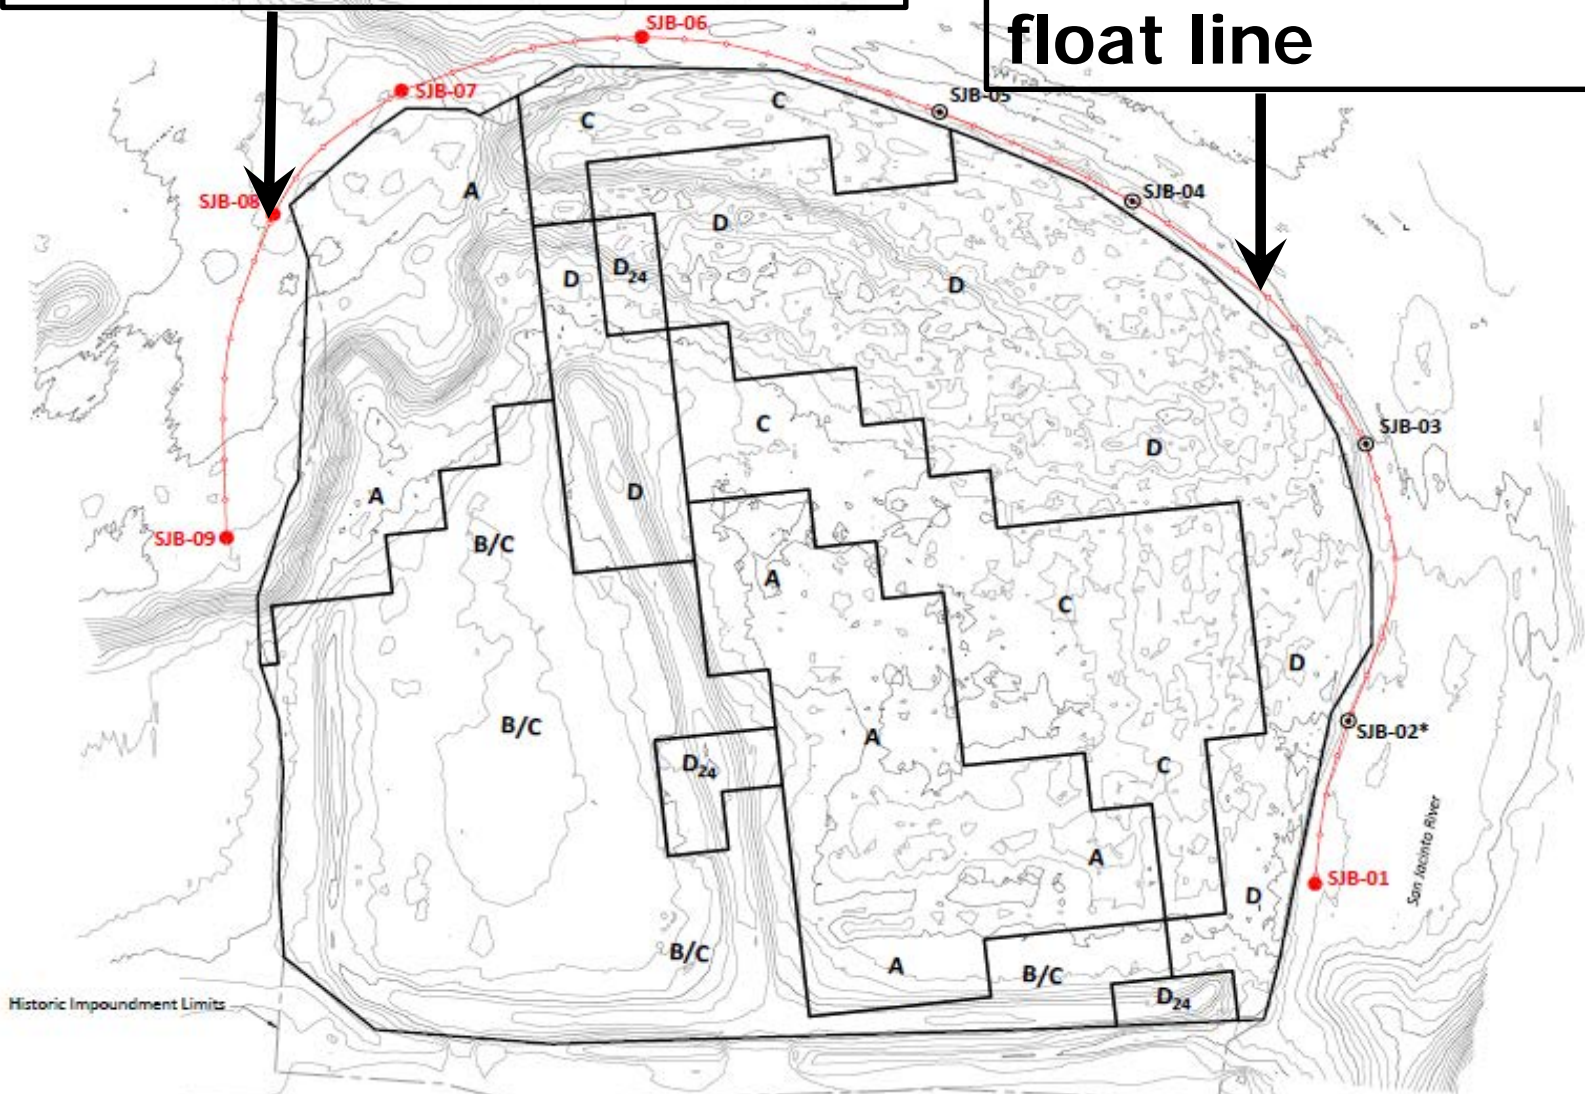 float line
SJB-06
SJB-07
SJB-05
C
C
SJB-04
A
SJB-08
D
D
D24
D
C
SJB-03
D
D
A
SJB-09
B/C
A
C
D
B/C
SJB-02*
A
D24
C
San Jacinto River
A
SJB-01
D
B/C
A
B/C
D24
Historic Impoundment Limits